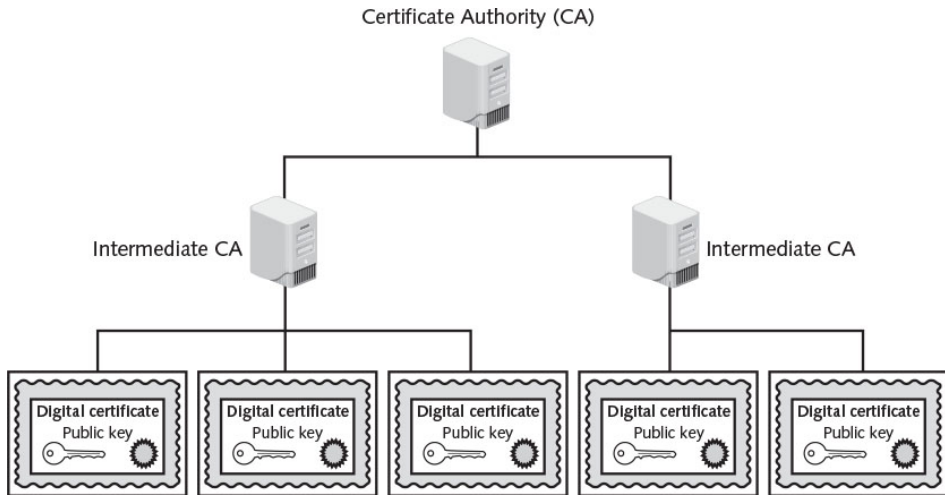 Certificate Authority (CA)
Intermediate CA
Intermediate CA
Digital certificate
Public key
Digital certificate
Public key
Digital certificate
Public key
Digital certificate
Public key
Digital certificate
Public key